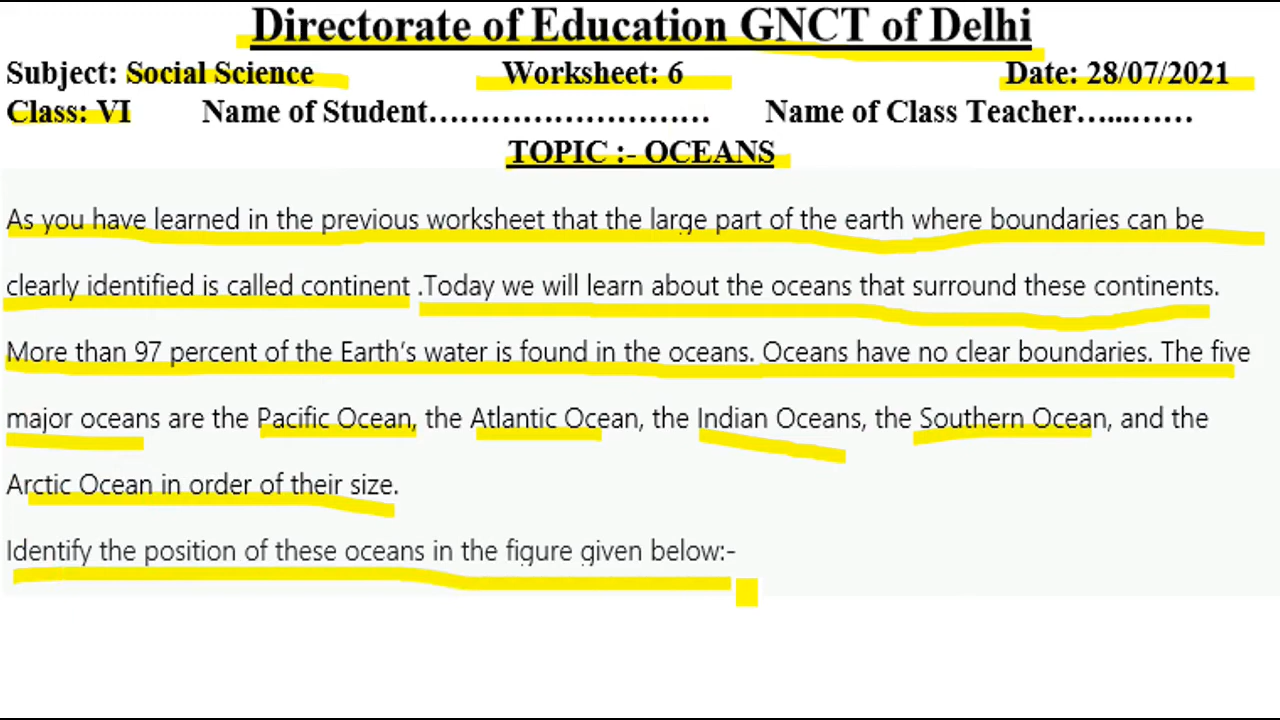 Directorate of Education GNCT of Delhi
Subject: Social Science Worksheet: 6 Date: 28/07/2021
Class: VI Name of Student……………………… Name of Class Teacher…...……
TOPIC :- OCEANS
As you have learned in the previous worksheet that the large part of the earth where boundaries can be
clearly identified is called continent .Today we will learn about the oceans that surround these continents.
More than 97 percent of the Earth's water is found in the oceans. Oceans have no clear boundaries. The five
major oceans are the Pacific Ocean, the Atlantic Ocean, the Indian Oceans, the Southern Ocean, and the
Arctic Ocean in order of their size.
Identify the position of these oceans in the figure given below:-